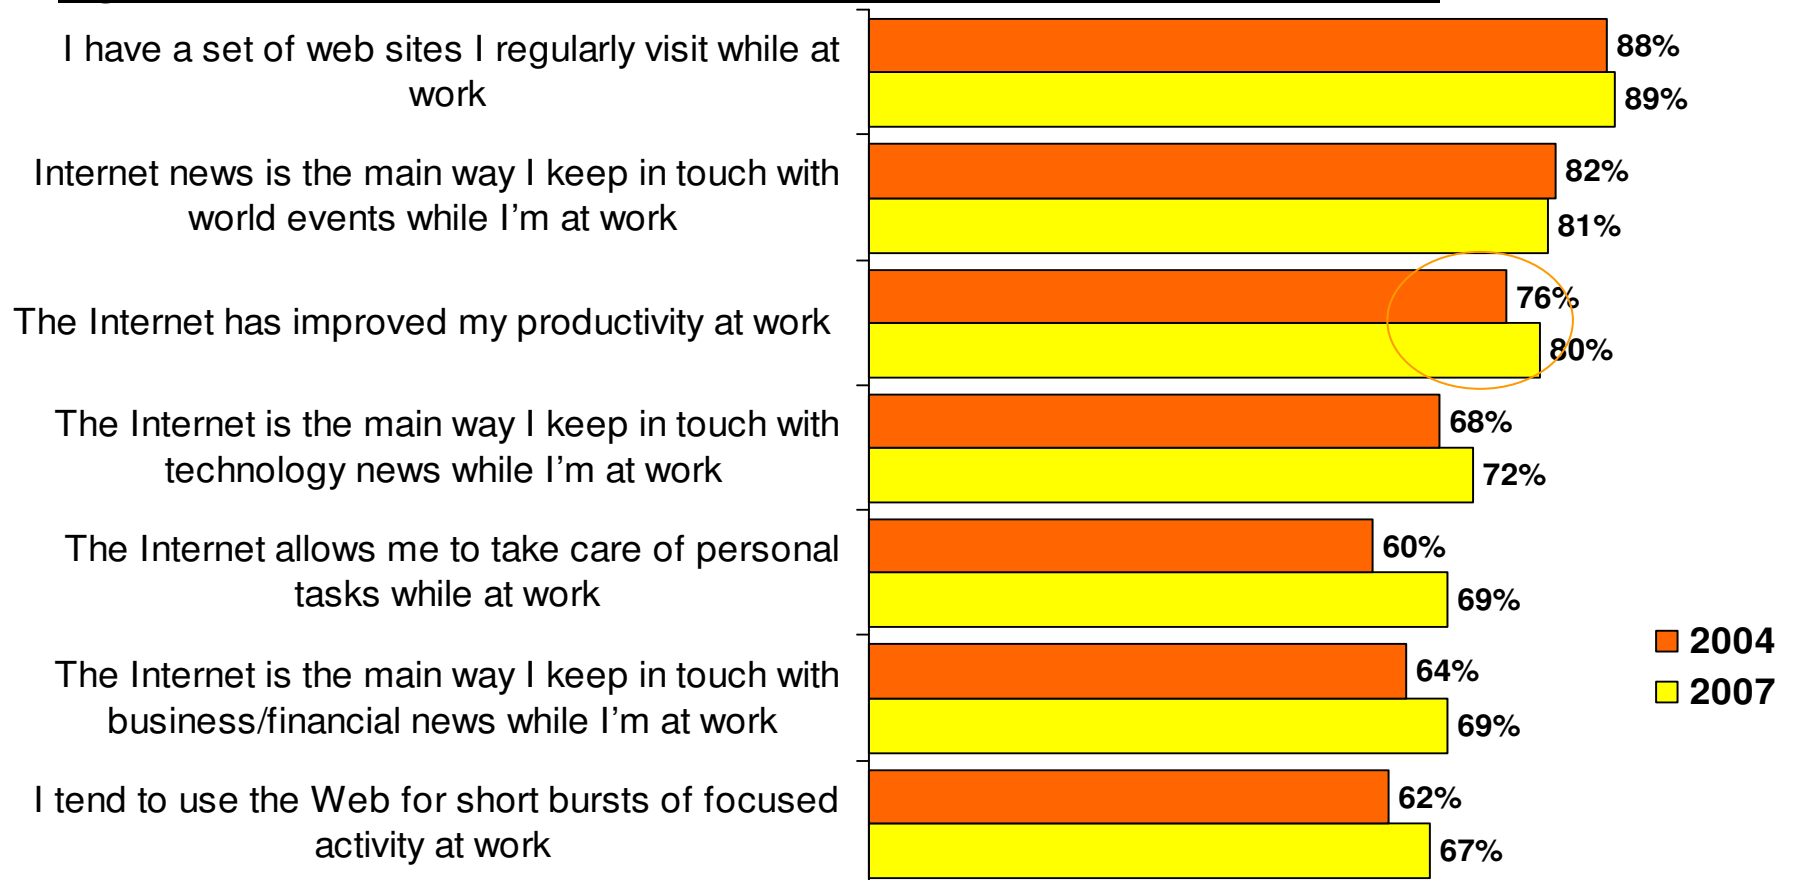 I have a set of web sites I regularly visit while at
work
88%
89%
Internet news is the main way I keep in touch with
world events while I’m at work
82%
81%
The Internet has improved my productivity at work
76%
80%
The Internet is the main way I keep in touch with
technology news while I’m at work
68%
72%
The Internet allows me to take care of personal
tasks while at work
60%
69%
The Internet is the main way I keep in touch with
business/financial news while I’m at work
64%
69%
I tend to use the Web for short bursts of focused
activity at work
62%
67%
2004
2007